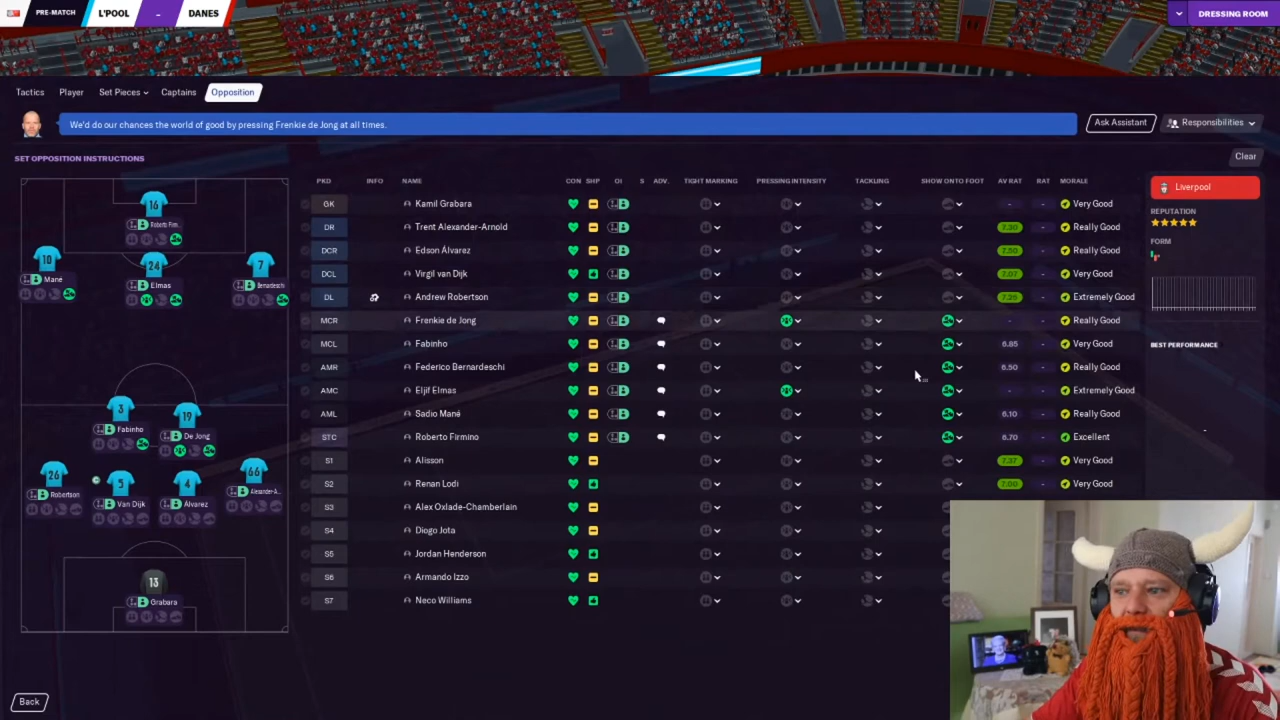 PRE-MATCH L'POOL - DANES DRESSING ROOM
Tactics Player Set Pieces Captains Opposition
We'd do our chances the world of good by pressing Frenkie de Jong at all times. Ask Assistant Responsibilities
SET OPPOSITION INSTRUCTIONS Clear
PKD INFO NAME CON SHP OI S ADV. TIGHT MARKING PRESSING INTENSITY TACKLING SHOW ONTO FOOT AV RAT RAT MORALE
GK Kamil Grabara - - Very Good
DR Trent Alexander-Arnold 7.30 - Really Good
DCR Edson Álvarez 7.50 - Really Good
DCL Virgil van Dijk 7.07 - Very Good
DL Andrew Robertson 7.25 - Extremely Good
MCR Frenkie de Jong - - Really Good
MCL Fabinho 6.85 - Very Good
AMR Federico Bernardeschi 6.50 - Really Good
AMC Eljif Elmas - - Extremely Good
AML Sadio Mané 6.10 - Really Good
STC Roberto Firmino 6.70 - Excellent
S1 Alisson 7.37 - Very Good
S2 Renan Lodi 7.00 - Very Good
S3 Alex Oxlade-Chamberlain
S4 Diogo Jota
S5 Jordan Henderson
S6 Armando Izzo
S7 Neco Williams
16
Roberto Firm...
10
Mané
24
Elmas
7
Bernardeschi
3
Fabinho
19
De Jong
26
Robertson
5
Van Dijk
4
Álvarez
66
Alexander-A...
13
Grabara
Liverpool
REPUTATION
FORM
BEST PERFORMANCE
-
Back